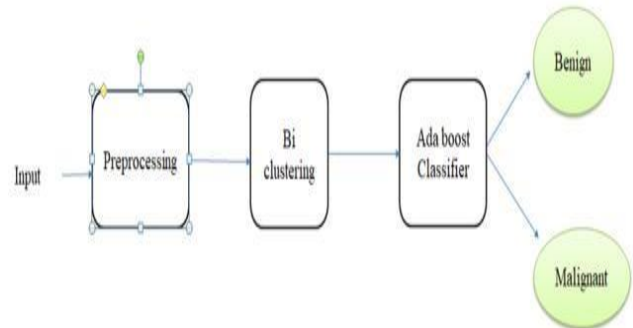 Input
Preprocessing
Bi
clustering
Ada boost
Classifier
Benign
Malignant